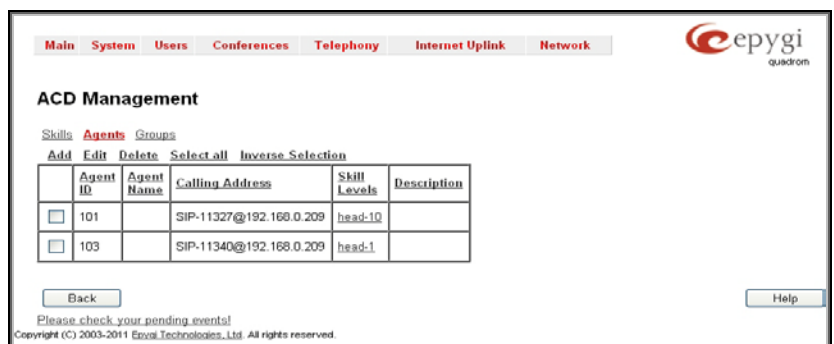 Main System Users Conferences Telephony Internet Uplink Network
epygi
quadrom
ACD Management
Skills Agents Groups
Add Edit Delete Select all Inverse Selection
Agent ID Agent Name Calling Address Skill Levels Description
101 SIP-11327@192.168.0.209 head-10
103 SIP-11340@192.168.0.209 head-1
Back Help
Please check your pending events!
Copyright (C) 2003-2011 Epygi Technologies, Ltd. All rights reserved.